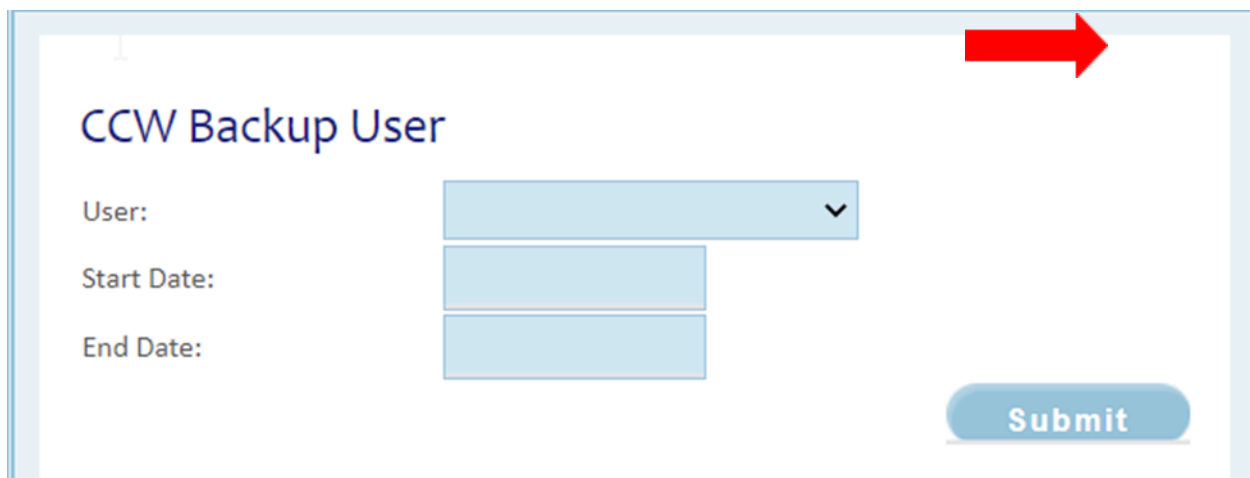 CCW Backup User
User:
Start Date:
End Date:
Submit